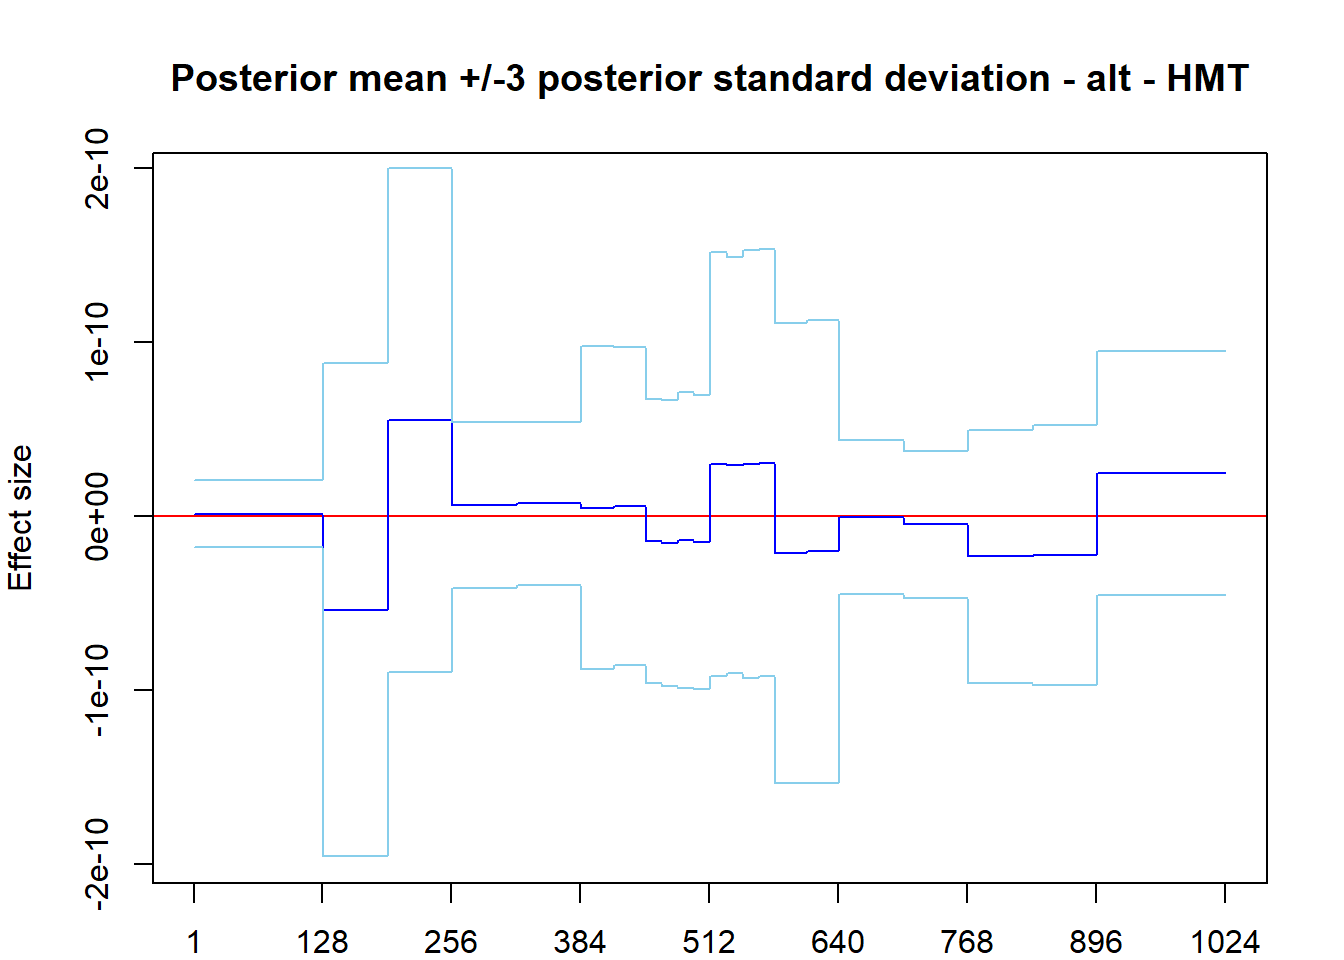 Posterior mean +/-3 posterior standard deviation - alt - HMT
Effect size
2e-10
1e-10
0e+00
-1e-10
-2e-10
1 128 256 384 512 640 768 896 1024